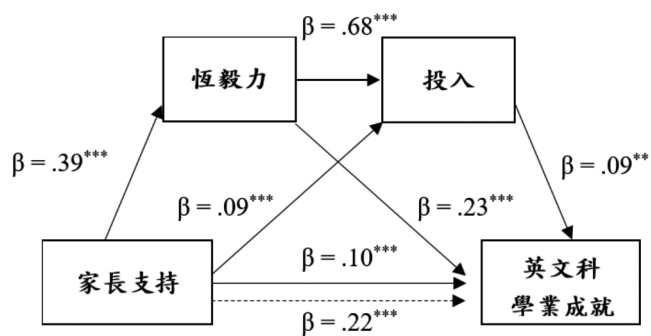 β = .68***
恆毅力
投入
β = .39***
β = .09**
β = .09***
β = .23***
家長支持
β = .10***
英文科
學業成就
β = .22***